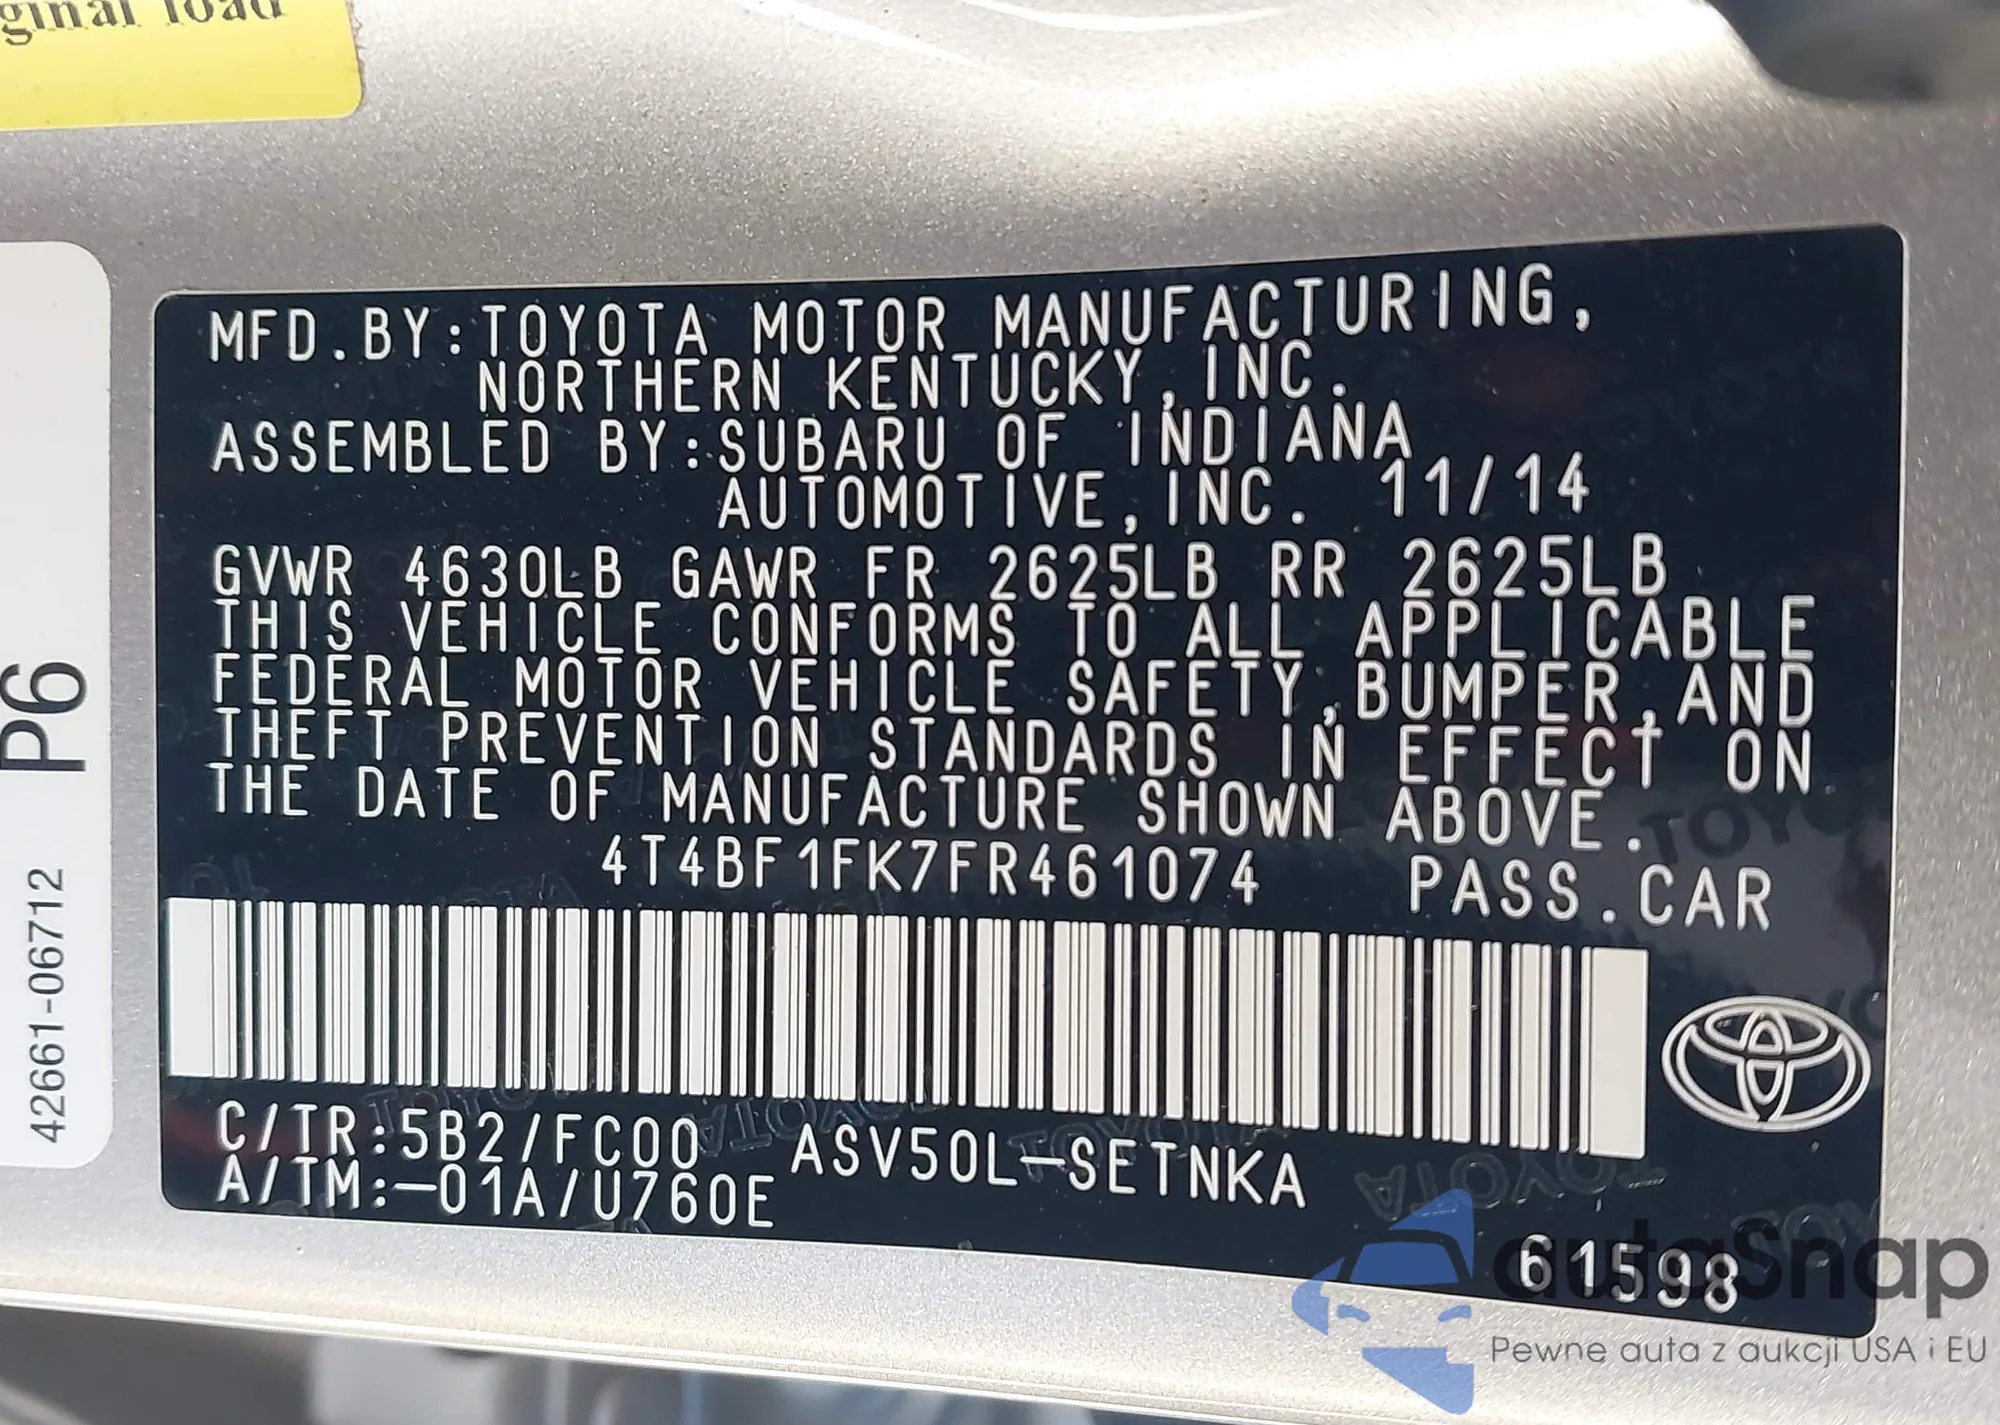 ginal load
P6
42661-06712
MFD.BY:TOYOTA MOTOR MANUFACTURING,
NORTHERN KENTUCKY,INC.
ASSEMBLED BY:SUBARU OF INDIANA
AUTOMOTIVE,INC. 11/14
GVWR 4630LB GAWR FR 2625LB RR 2625LB
THIS VEHICLE CONFORMS TO ALL APPLICABLE
FEDERAL MOTOR VEHICLE SAFETY,BUMPER,AND
THEFT PREVENTION STANDARDS IN EFFECT ON
THE DATE OF MANUFACTURE SHOWN ABOVE.
4T4BF1FK7FR461074 PASS.CAR
C/TR:5B2/FC00 ASV50L-SETNKA
A/TM:-01A/U760E
61598
autoSnap
Pewne auta z aukcji USA i EU